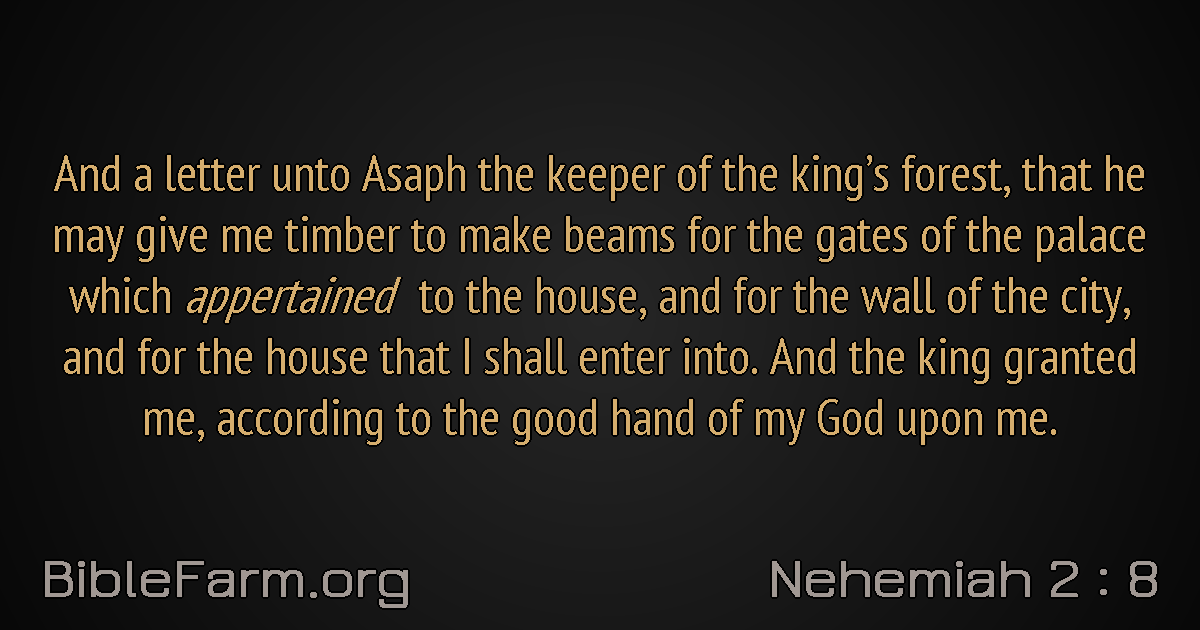 And a letter unto Asaph the keeper of the king’s forest, that he
may give me timber to make beams for the gates of the palace
which appertained to the house, and for the wall of the city,
and for the house that I shall enter into. And the king granted
me, according to the good hand of my God upon me.
BibleFarm.org
Nehemiah 2 : 8